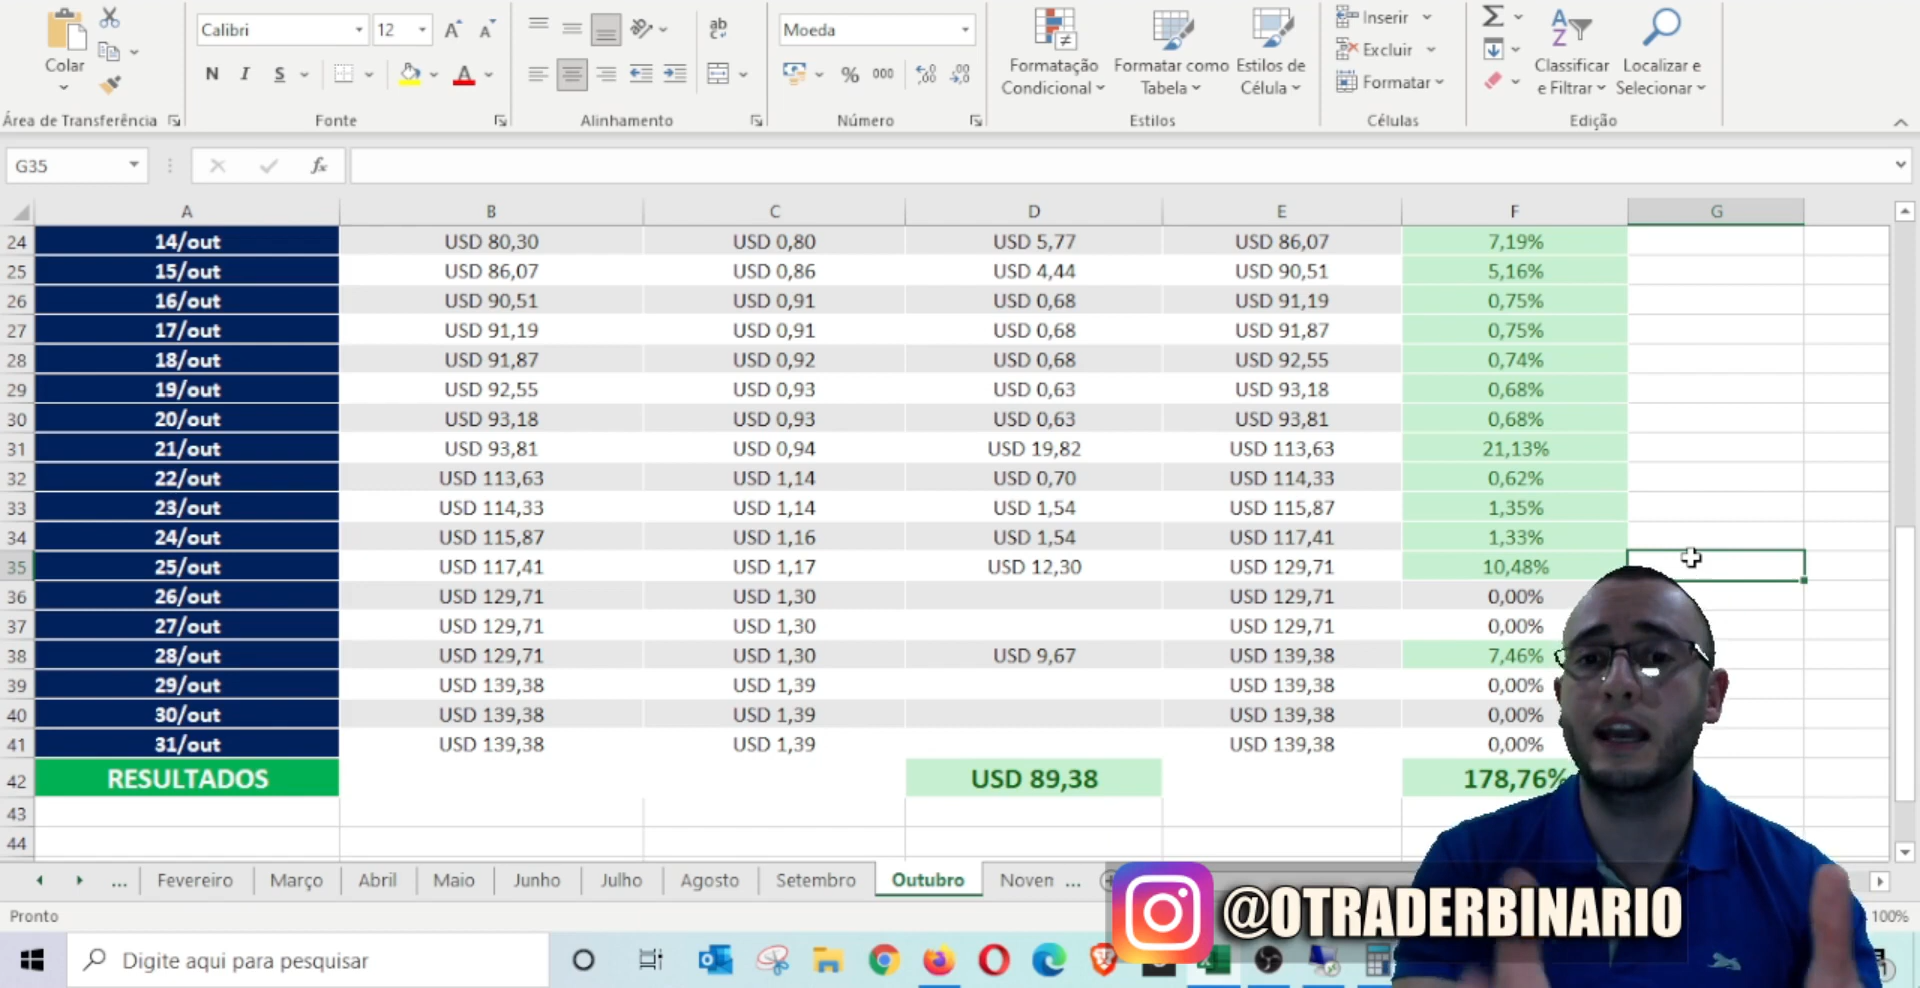 Calibri 12 Moeda Inserir
Colar N I S A % 000 Formatação Condicional Formatar como Tabela Estilos de Célula Excluir Formatar Classificar e Filtrar Localizar e Selecionar
Área de Transferência Fonte Alinhamento Número Estilos Células Edição
G35 fx
A B C D E F G
24 14/out USD 80,30 USD 0,80 USD 5,77 USD 86,07 7,19%
25 15/out USD 86,07 USD 0,86 USD 4,44 USD 90,51 5,16%
26 16/out USD 90,51 USD 0,91 USD 0,68 USD 91,19 0,75%
27 17/out USD 91,19 USD 0,91 USD 0,68 USD 91,87 0,75%
28 18/out USD 91,87 USD 0,92 USD 0,68 USD 92,55 0,74%
29 19/out USD 92,55 USD 0,93 USD 0,63 USD 93,18 0,68%
30 20/out USD 93,18 USD 0,93 USD 0,63 USD 93,81 0,68%
31 21/out USD 93,81 USD 0,94 USD 19,82 USD 113,63 21,13%
32 22/out USD 113,63 USD 1,14 USD 0,70 USD 114,33 0,62%
33 23/out USD 114,33 USD 1,14 USD 1,54 USD 115,87 1,35%
34 24/out USD 115,87 USD 1,16 USD 1,54 USD 117,41 1,33%
35 25/out USD 117,41 USD 1,17 USD 12,30 USD 129,71 10,48%
36 26/out USD 129,71 USD 1,30 USD 129,71 0,00%
37 27/out USD 129,71 USD 1,30 USD 129,71 0,00%
38 28/out USD 129,71 USD 1,30 USD 9,67 USD 139,38 7,46%
39 29/out USD 139,38 USD 1,39 USD 139,38 0,00%
40 30/out USD 139,38 USD 1,39 USD 139,38 0,00%
41 31/out USD 139,38 USD 1,39 USD 139,38 0,00%
42 RESULTADOS USD 89,38 178,76%
43
44
... Fevereiro Março Abril Maio Junho Julho Agosto Setembro Outubro Noven ...
@OTRADERBINARIO
Pronto 100%
Digite aqui para pesquisar